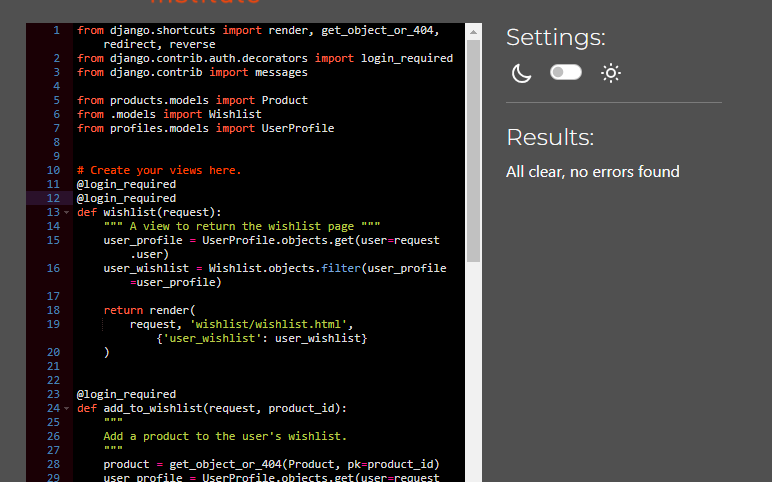 Institute
1 from django.shortcuts import render, get_object_or_404,
redirect, reverse
2 from django.contrib.auth.decorators import login_required
3 from django.contrib import messages
4
5 from products.models import Product
6 from .models import Wishlist
7 from profiles.models import UserProfile
8
9
10 # Create your views here.
11 @login_required
12 @login_required
13 def wishlist(request):
14 """ A view to return the wishlist page """
15 user_profile = UserProfile.objects.get(user=request
.user)
16 user_wishlist = Wishlist.objects.filter(user_profile
=user_profile)
17
18 return render(
19 request, 'wishlist/wishlist.html',
{'user_wishlist': user_wishlist}
20 )
21
22
23 @login_required
24 def add_to_wishlist(request, product_id):
25 """
26 Add a product to the user's wishlist.
27 """
28 product = get_object_or_404(Product, pk=product_id)
29 user_profile = UserProfile.objects.get(user=request
Settings:
Results:
All clear, no errors found